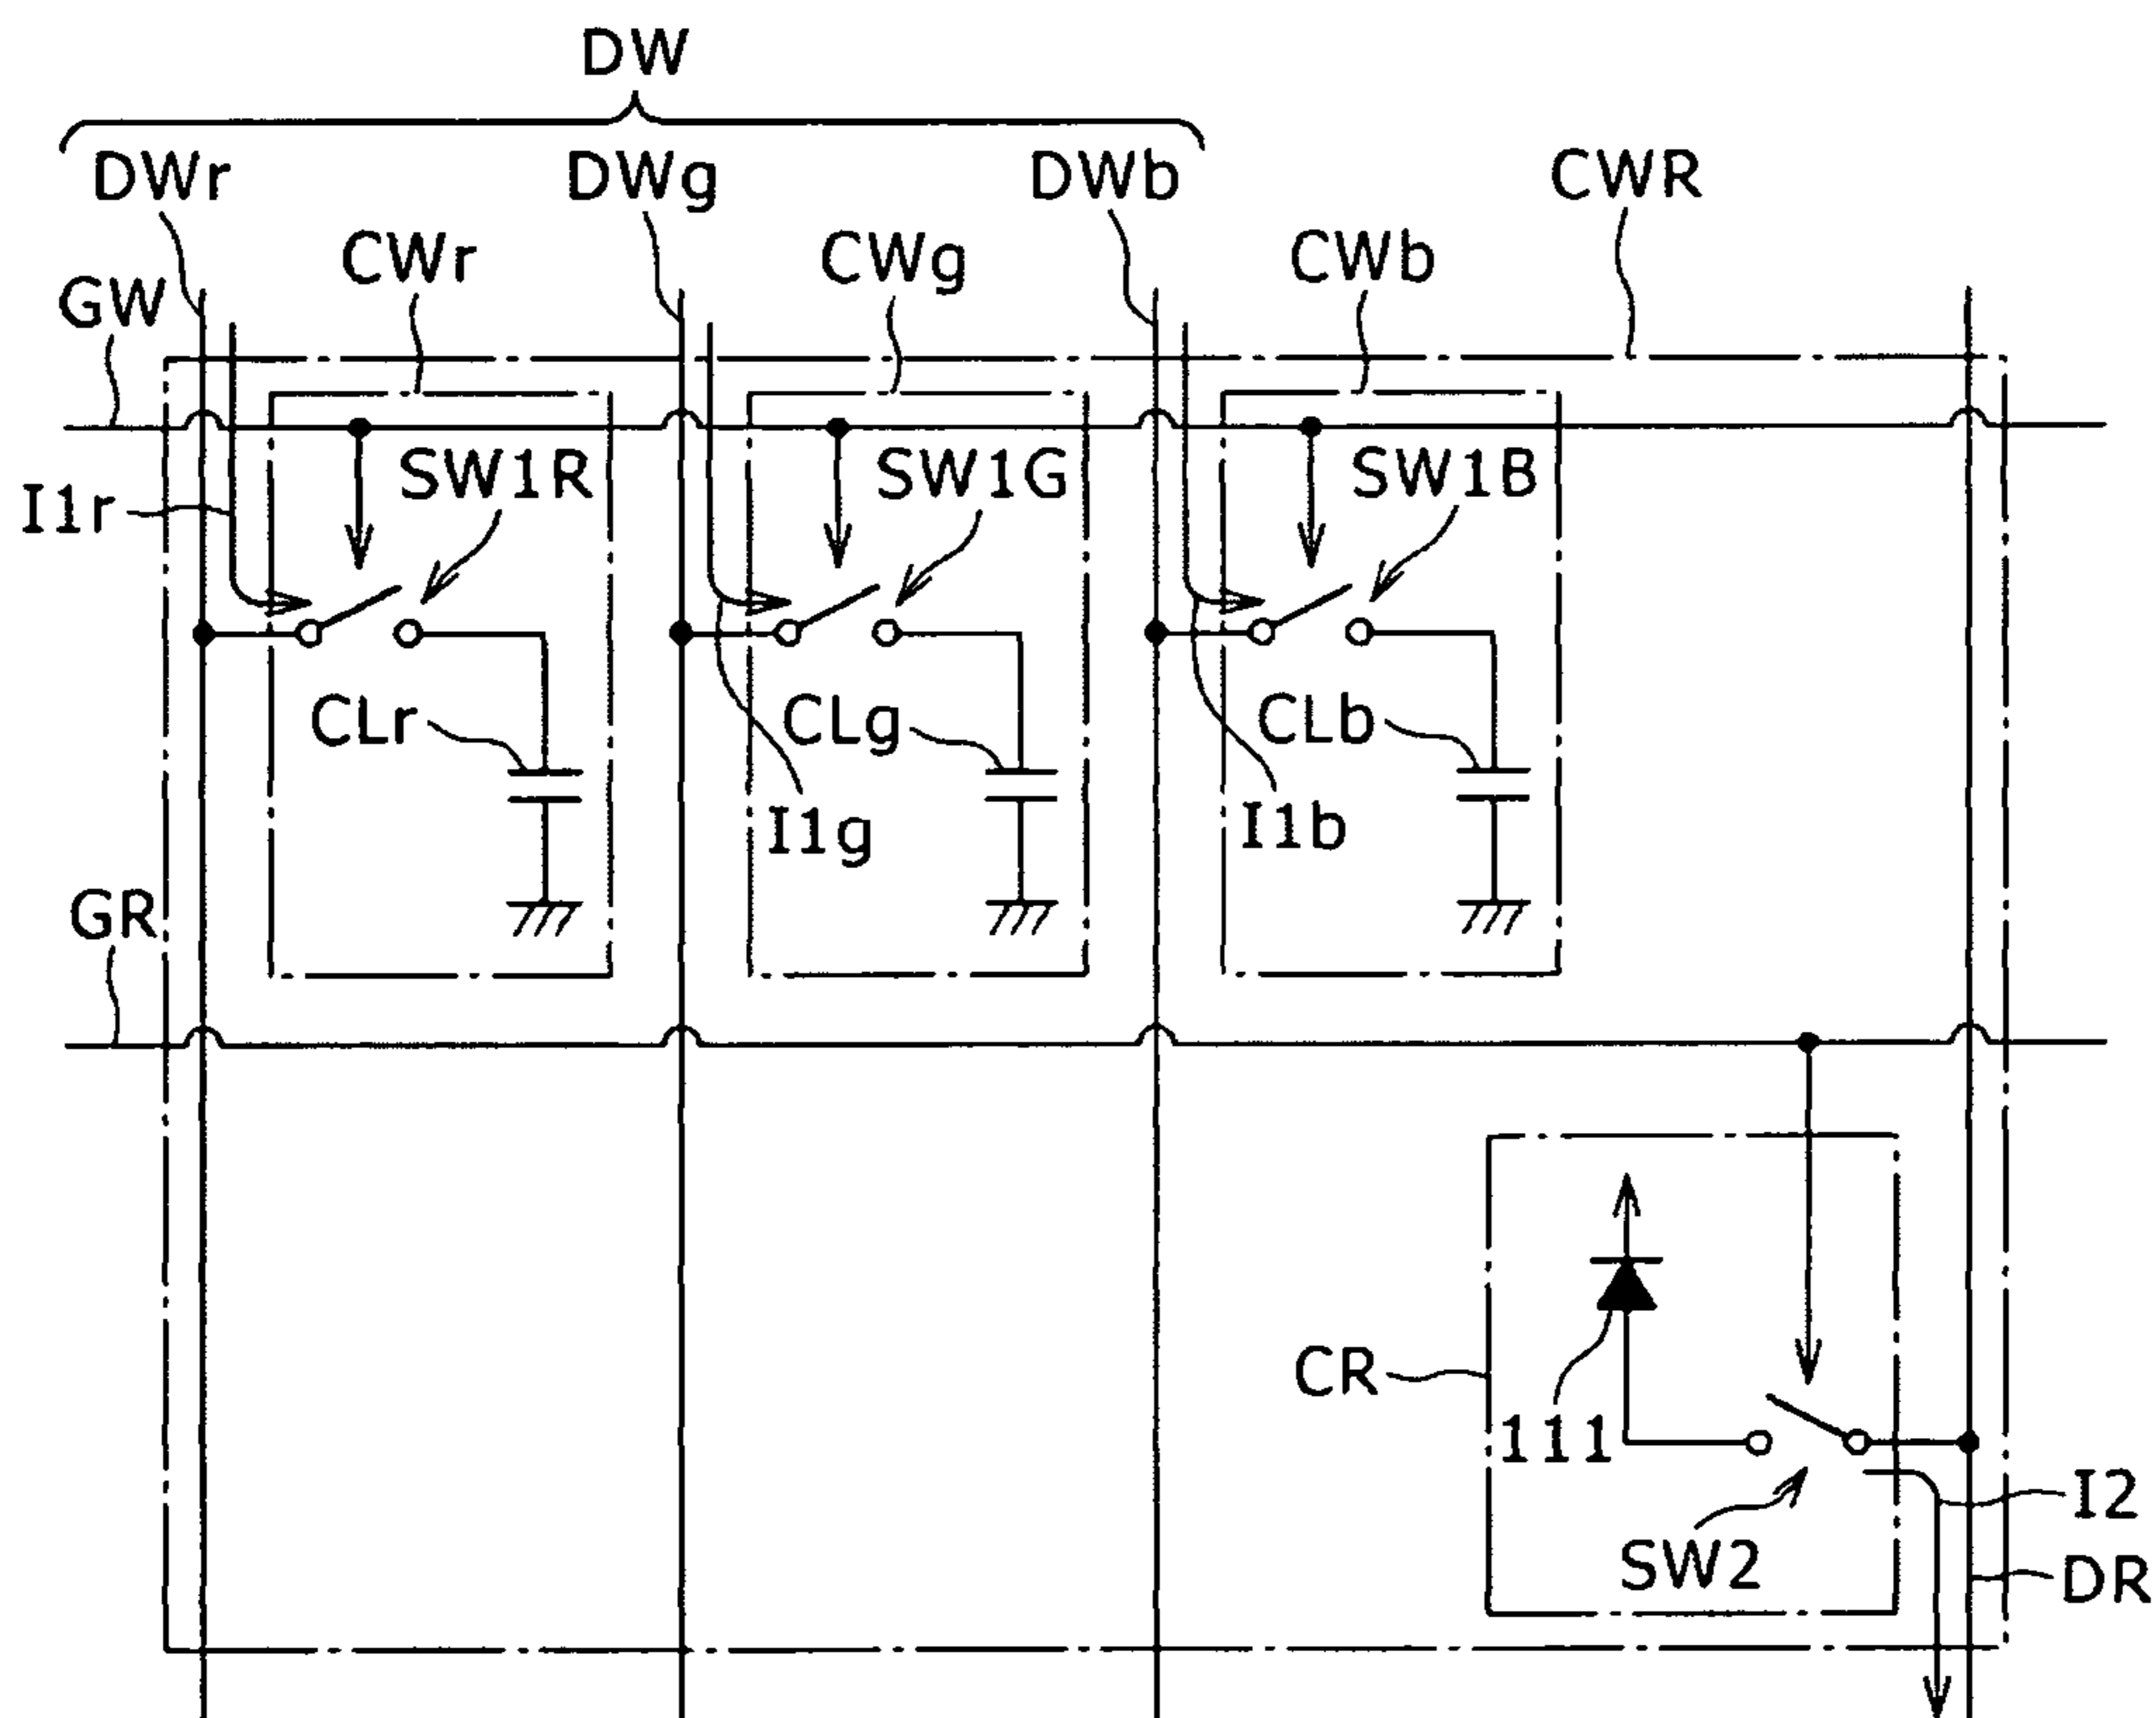 DW
DWr DWg DWb CWR
CWr CWg CWb
GW
SW1R SW1G SW1B
I1r
CLr CLg CLb
I1g I1b
GR
CR
111
I2
SW2
DR